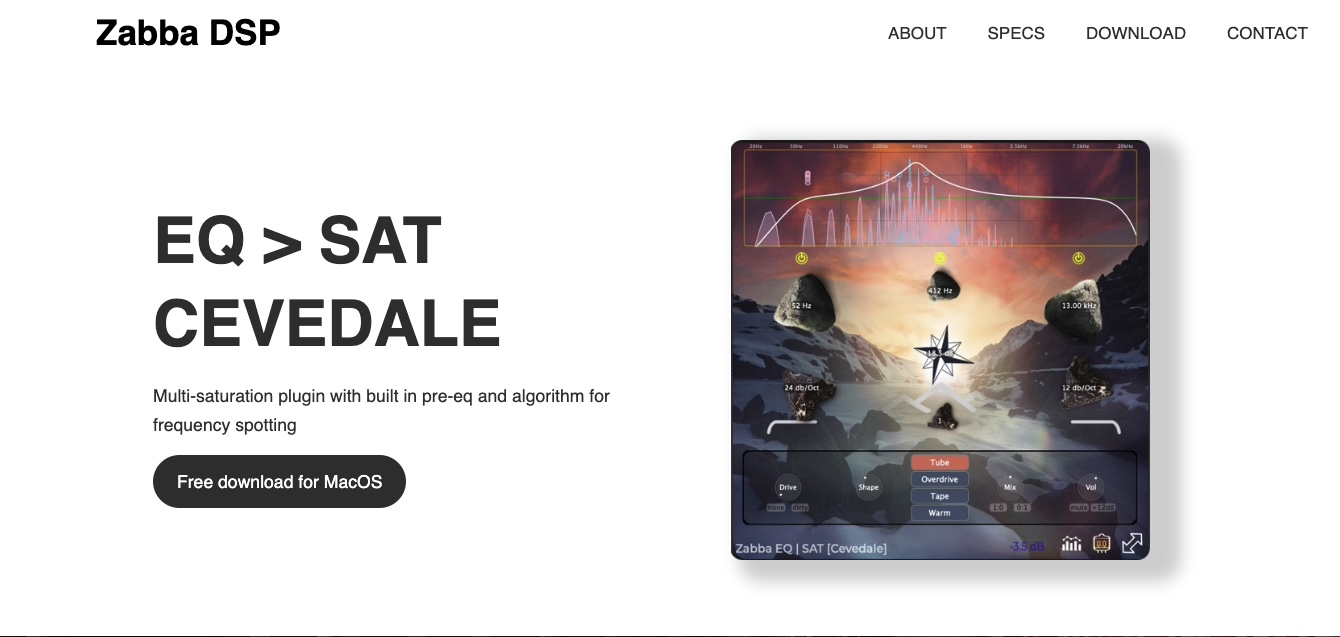 Zabba DSP
ABOUT SPECS DOWNLOAD CONTACT
EQ > SAT
CEVEDALE
Multi-saturation plugin with built in pre-eq and algorithm for
frequency spotting
Free download for MacOS
20Hz 50Hz 110Hz 220Hz 440Hz 1kHz 2.5kHz 7.5kHz 20kHz
52 Hz 412 Hz 13.00 kHz
24 db/Oct 12 db/Oct
1
Tube
Overdrive
Tape
Warm
Drive Shape Mix Vol
none dirty 1:0 0:1 mute +12dB
Zabba EQ | SAT [Cevedale] -3.5 dB